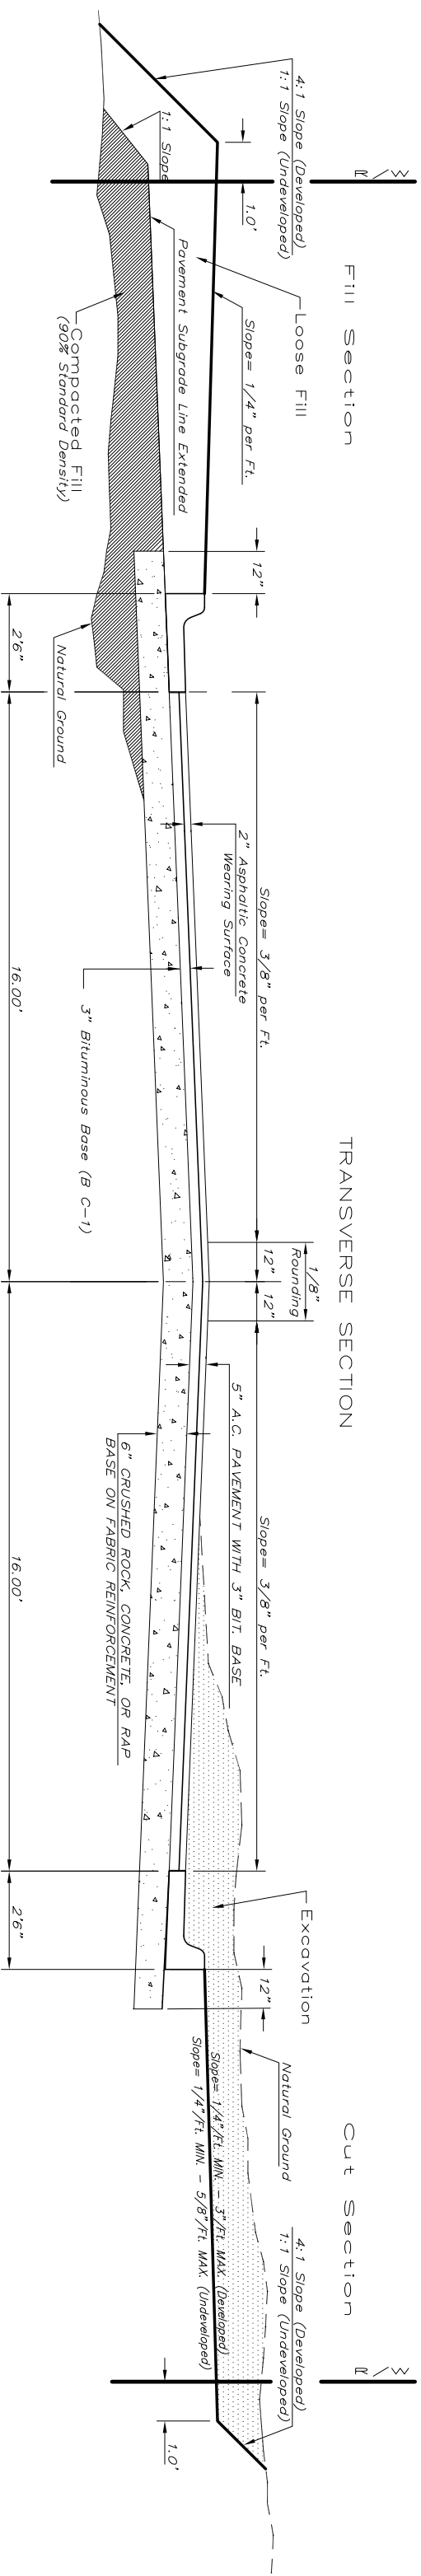 TRANSVERSE SECTION
Fill Section
Cut Section
R/W
R/W
4:1 Slope (Developed)
1:1 Slope (Undeveloped)
1.0'
Loose Fill
Slope= 1/4" per Ft.
1:1 Slope
Pavement Subgrade Line Extended
Compacted Fill
(90% Standard Density)
12"
Natural Ground
2'6"
Slope= 3/8" per Ft.
2" Asphaltic Concrete
Wearing Surface
3" Bituminous Base (B C-1)
16.00'
1/8"
Rounding
12"
12"
Slope= 3/8" per Ft.
5" A.C. PAVEMENT WITH 3" BIT. BASE
6" CRUSHED ROCK, CONCRETE, OR RAP
BASE ON FABRIC REINFORCEMENT
16.00'
2'6"
Excavation
12"
Natural Ground
Slope= 1/4"/Ft. MIN. - 3"/Ft. MAX. (Developed)
Slope= 1/4"/Ft. MIN. - 5/8"/Ft. MAX. (Undeveloped)
4:1 Slope (Developed)
1:1 Slope (Undeveloped)
1.0'